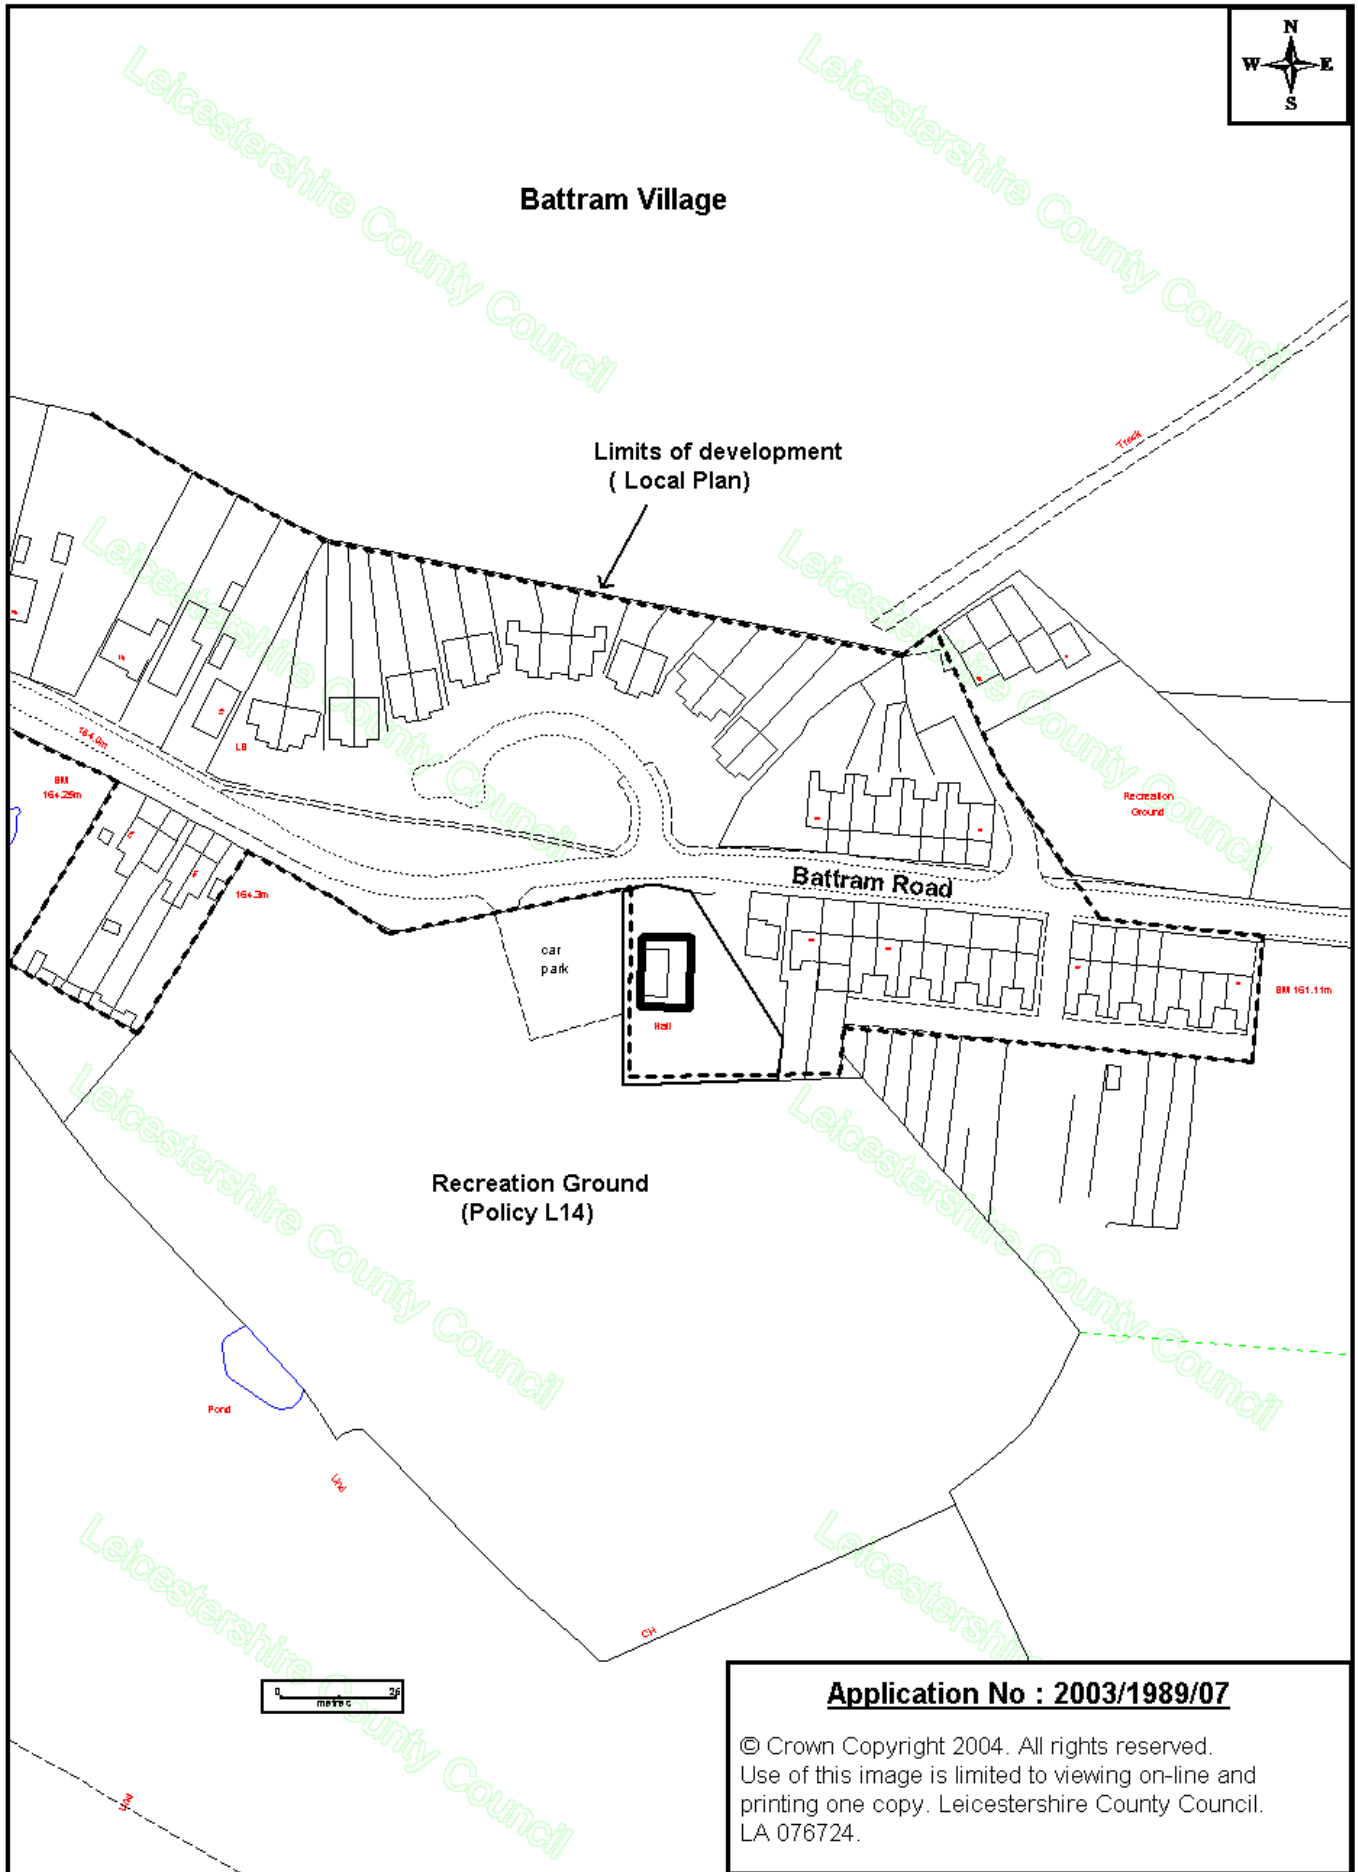 N
W E
S
Leicestershire County Council
Leicestershire County Council
Battram Village
Track
Limits of development
( Local Plan)
Leicestershire County Council
Leicestershire County Council
LB
164.6m
BM
164.25m
Recreation
Ground
Battram Road
164.3m
car
park
Hall
BM 161.11m
Leicestershire County Council
Leicestershire County Council
Recreation Ground
(Policy L14)
Pond
Und
CH
Leicestershire County Council
Leicestershire
0 25
metres
Und
Application No : 2003/1989/07
© Crown Copyright 2004. All rights reserved.
Use of this image is limited to viewing on-line and
printing one copy. Leicestershire County Council.
LA 076724.